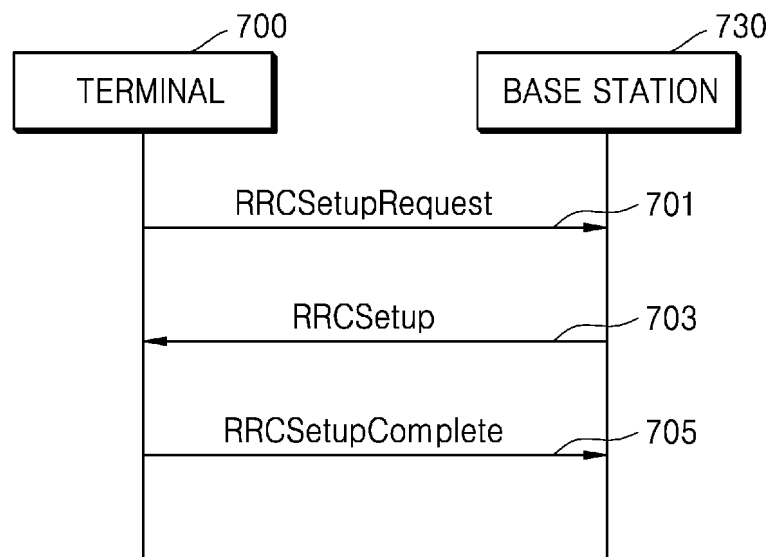 700
730
TERMINAL
BASE STATION
RRCSetupRequest
701
RRCSetup
703
RRCSetupComplete
705